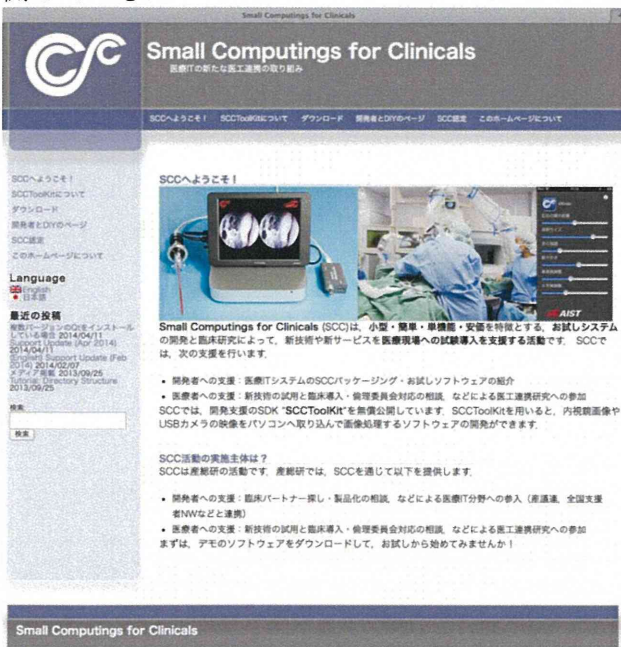 Small Computings for Clinicals
Small Computings for Clinicals
医療ITの新たな医工連携の取り組み
SCCへようこそ! SCCToolKitについて ダウンロード 開発者とDIYのページ SCC認定 このホームページについて
SCCへようこそ!
SCCToolKitについて
ダウンロード
開発者とDIYのページ
SCC認定
このホームページについて
Language
English
日本語
最近の投稿
複数バージョンのQtをインストール
している場合 2014/04/11
Support Update (Apr 2014)
2014/04/11
(English) Support Update (Feb
2014) 2014/02/07
メディア掲載 2013/09/25
Tutorial: Directory Structure
2013/09/25
検索:
検索
SCCへようこそ!
AIST
Small Computings for Clinicals (SCC)は、小型・簡単・単機能・安価を特徴とする、お試しシステム
の開発と臨床研究によって、新技術や新サービスを医療現場への試験導入を支援する活動です. SCCで
は、次の支援を行います.
• 開発者への支援:医療ITシステムのSCCパッケージング・お試しソフトウェアの紹介
• 医療者への支援:新技術の試用と臨床導入・倫理委員会対応の相談、などによる医工連携研究への参加
SCCでは、開発支援のSDK "SCCToolKit"を無償公開しています. SCCToolKitを用いると、内視鏡画像や
USBカメラの映像をパソコンへ取り込んで画像処理するソフトウェアの開発ができます.
SCC活動の実施主体は?
SCCは産総研の活動です. 産総研では、SCCを通じて以下を提供します.
• 開発者への支援:臨床パートナー探し・製品化の相談、などによる医療IT分野への参入(産議連、全国支援
者NWなどと連携)
• 医療者への支援:新技術の試用と臨床導入・倫理委員会対応の相談、などによる医工連携研究への参加
まずは、デモのソフトウェアをダウンロードして、お試しから始めてみませんか!
Small Computings for Clinicals